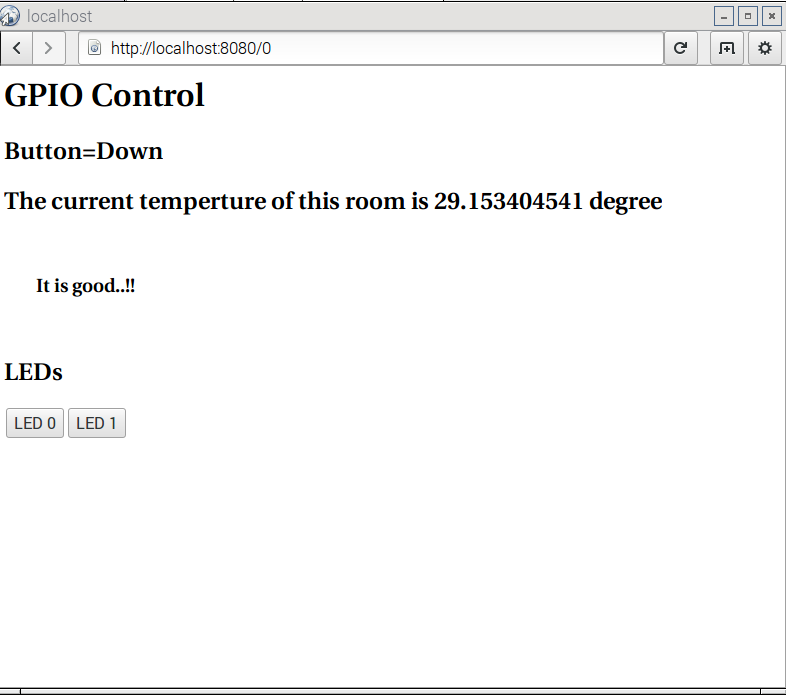 localhost
http://localhost:8080/0
GPIO Control
Button=Down
The current temperture of this room is 29.153404541 degree
It is good..!!
LEDs
LED 0 LED 1